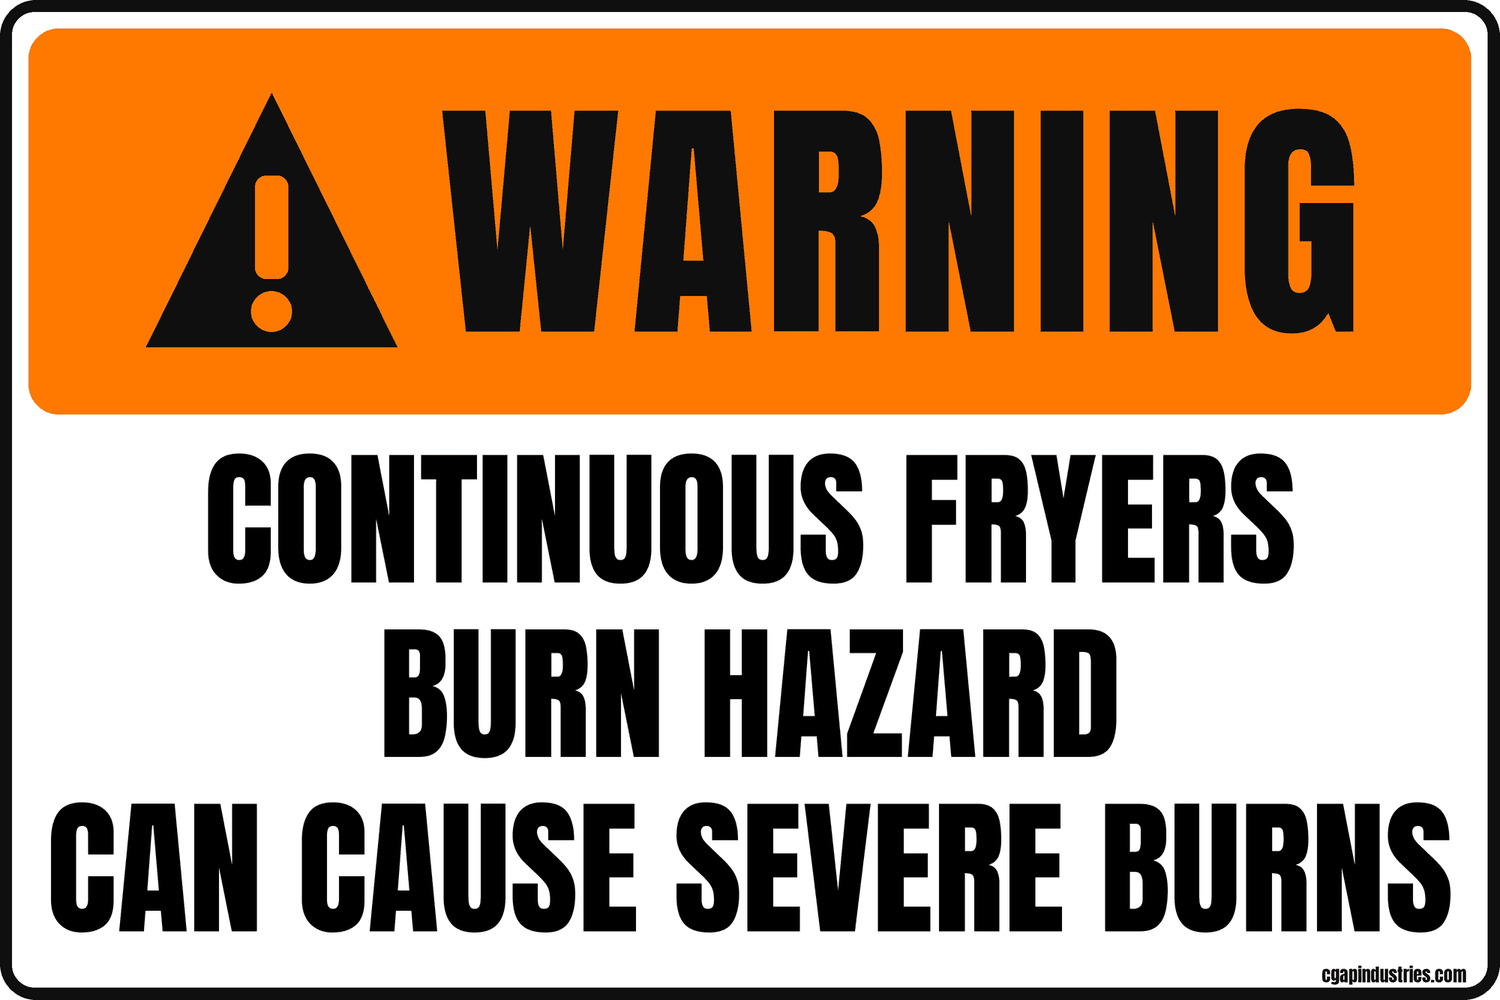 WARNING
CONTINUOUS FRYERS
BURN HAZARD
CAN CAUSE SEVERE BURNS
cgapindustries.com